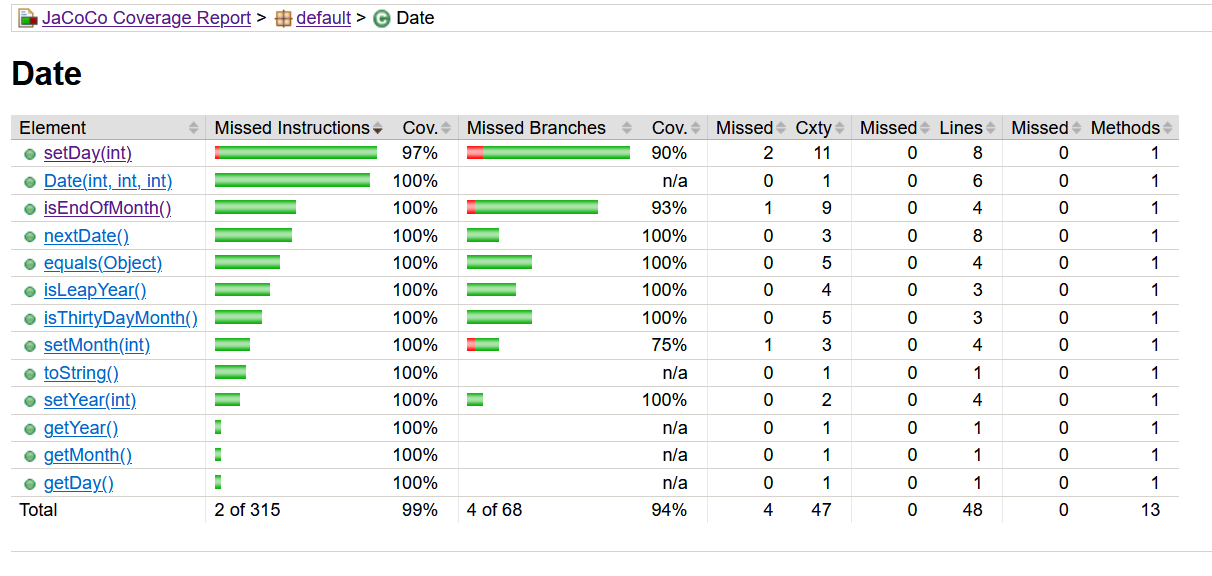 JaCoCo Coverage Report > default > Date
Date
Element Missed Instructions Cov. Missed Branches Cov. Missed Cxty Missed Lines Missed Methods
setDay(int) 97% 90% 2 11 0 8 0 1
Date(int, int, int) 100% n/a 0 1 0 6 0 1
isEndOfMonth() 100% 93% 1 9 0 4 0 1
nextDate() 100% 100% 0 3 0 8 0 1
equals(Object) 100% 100% 0 5 0 4 0 1
isLeapYear() 100% 100% 0 4 0 3 0 1
isThirtyDayMonth() 100% 100% 0 5 0 3 0 1
setMonth(int) 100% 75% 1 3 0 4 0 1
toString() 100% n/a 0 1 0 1 0 1
setYear(int) 100% 100% 0 2 0 4 0 1
getYear() 100% n/a 0 1 0 1 0 1
getMonth() 100% n/a 0 1 0 1 0 1
getDay() 100% n/a 0 1 0 1 0 1
Total 2 of 315 99% 4 of 68 94% 4 47 0 48 0 13